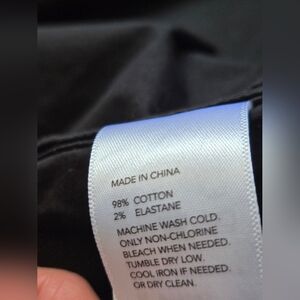 MADE IN CHINA
98% COTTON
2% ELASTANE
MACHINE WASH COLD.
ONLY NON-CHLORINE
BLEACH WHEN NEEDED.
TUMBLE DRY LOW.
COOL IRON IF NEEDED.
OR DRY CLEAN.